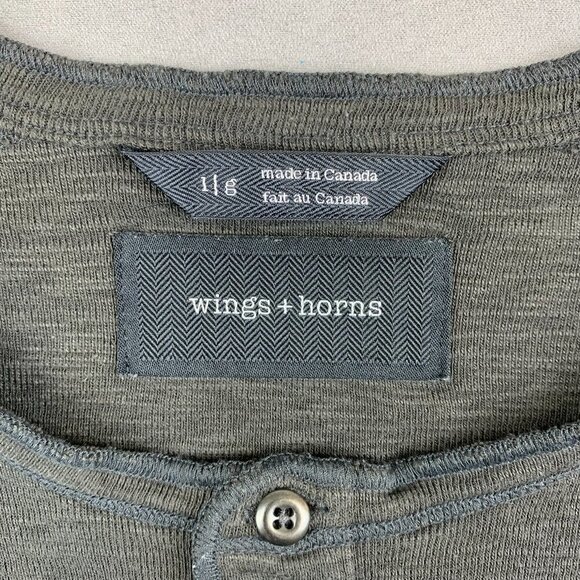 l|g
made in Canada
fait au Canada
wings + horns